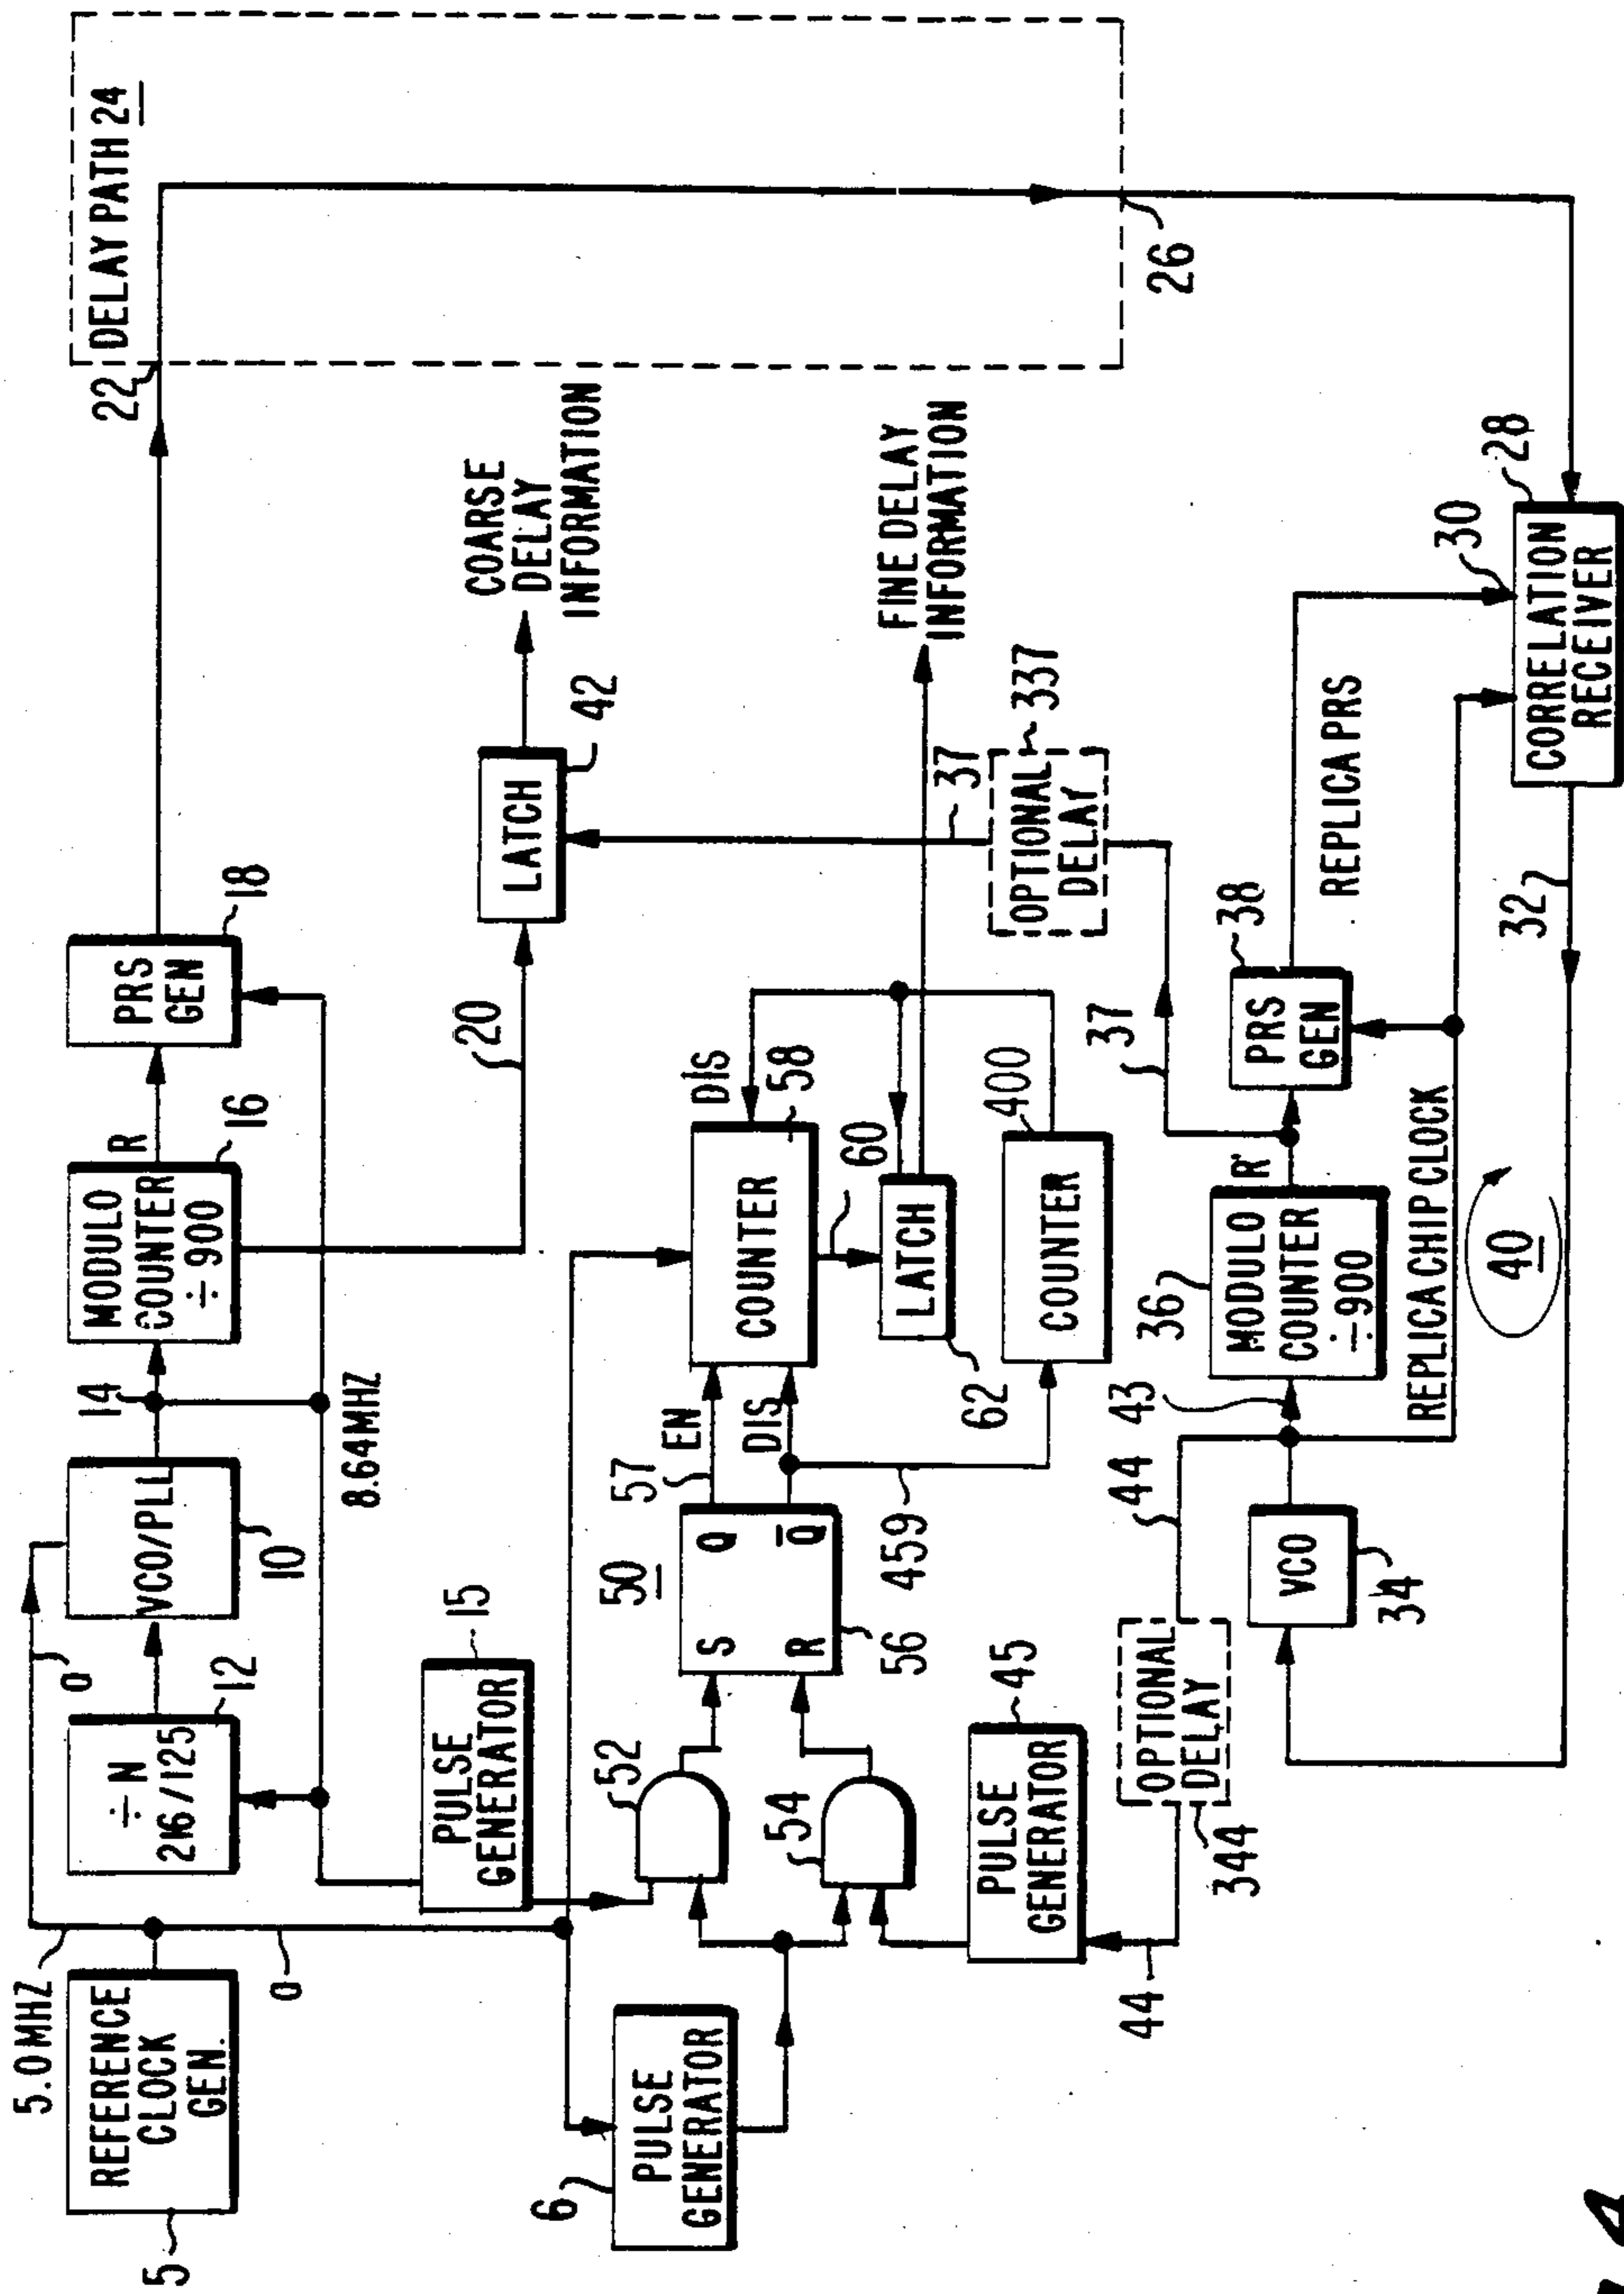 5.0MHZ
REFERENCE
CLOCK
GEN.
5
a
a
÷N
216/125
12
VCO/PLL
10
14
8.64MHZ
MODULO
COUNTER
÷900
16
R
PRS
GEN
18
20
22
DELAY PATH 24
26
COARSE
DELAY
INFORMATION
LATCH
42
PULSE
GENERATOR
15
6
PULSE
GENERATOR
52
54
50
S
Q
R
Q̅
56
57
EN
DIS
459
COUNTER
58
DIS
60
LATCH
62
COUNTER
400
FINE DELAY
INFORMATION
37
OPTIONAL
DELAY
337
37
PULSE
GENERATOR
45
44
OPTIONAL
DELAY
344
44
43
VCO
34
36
MODULO
COUNTER
÷900
R'
PRS
GEN
38
REPLICA PRS
REPLICA CHIP CLOCK
40
32
30
28
CORRELATION
RECEIVER
4